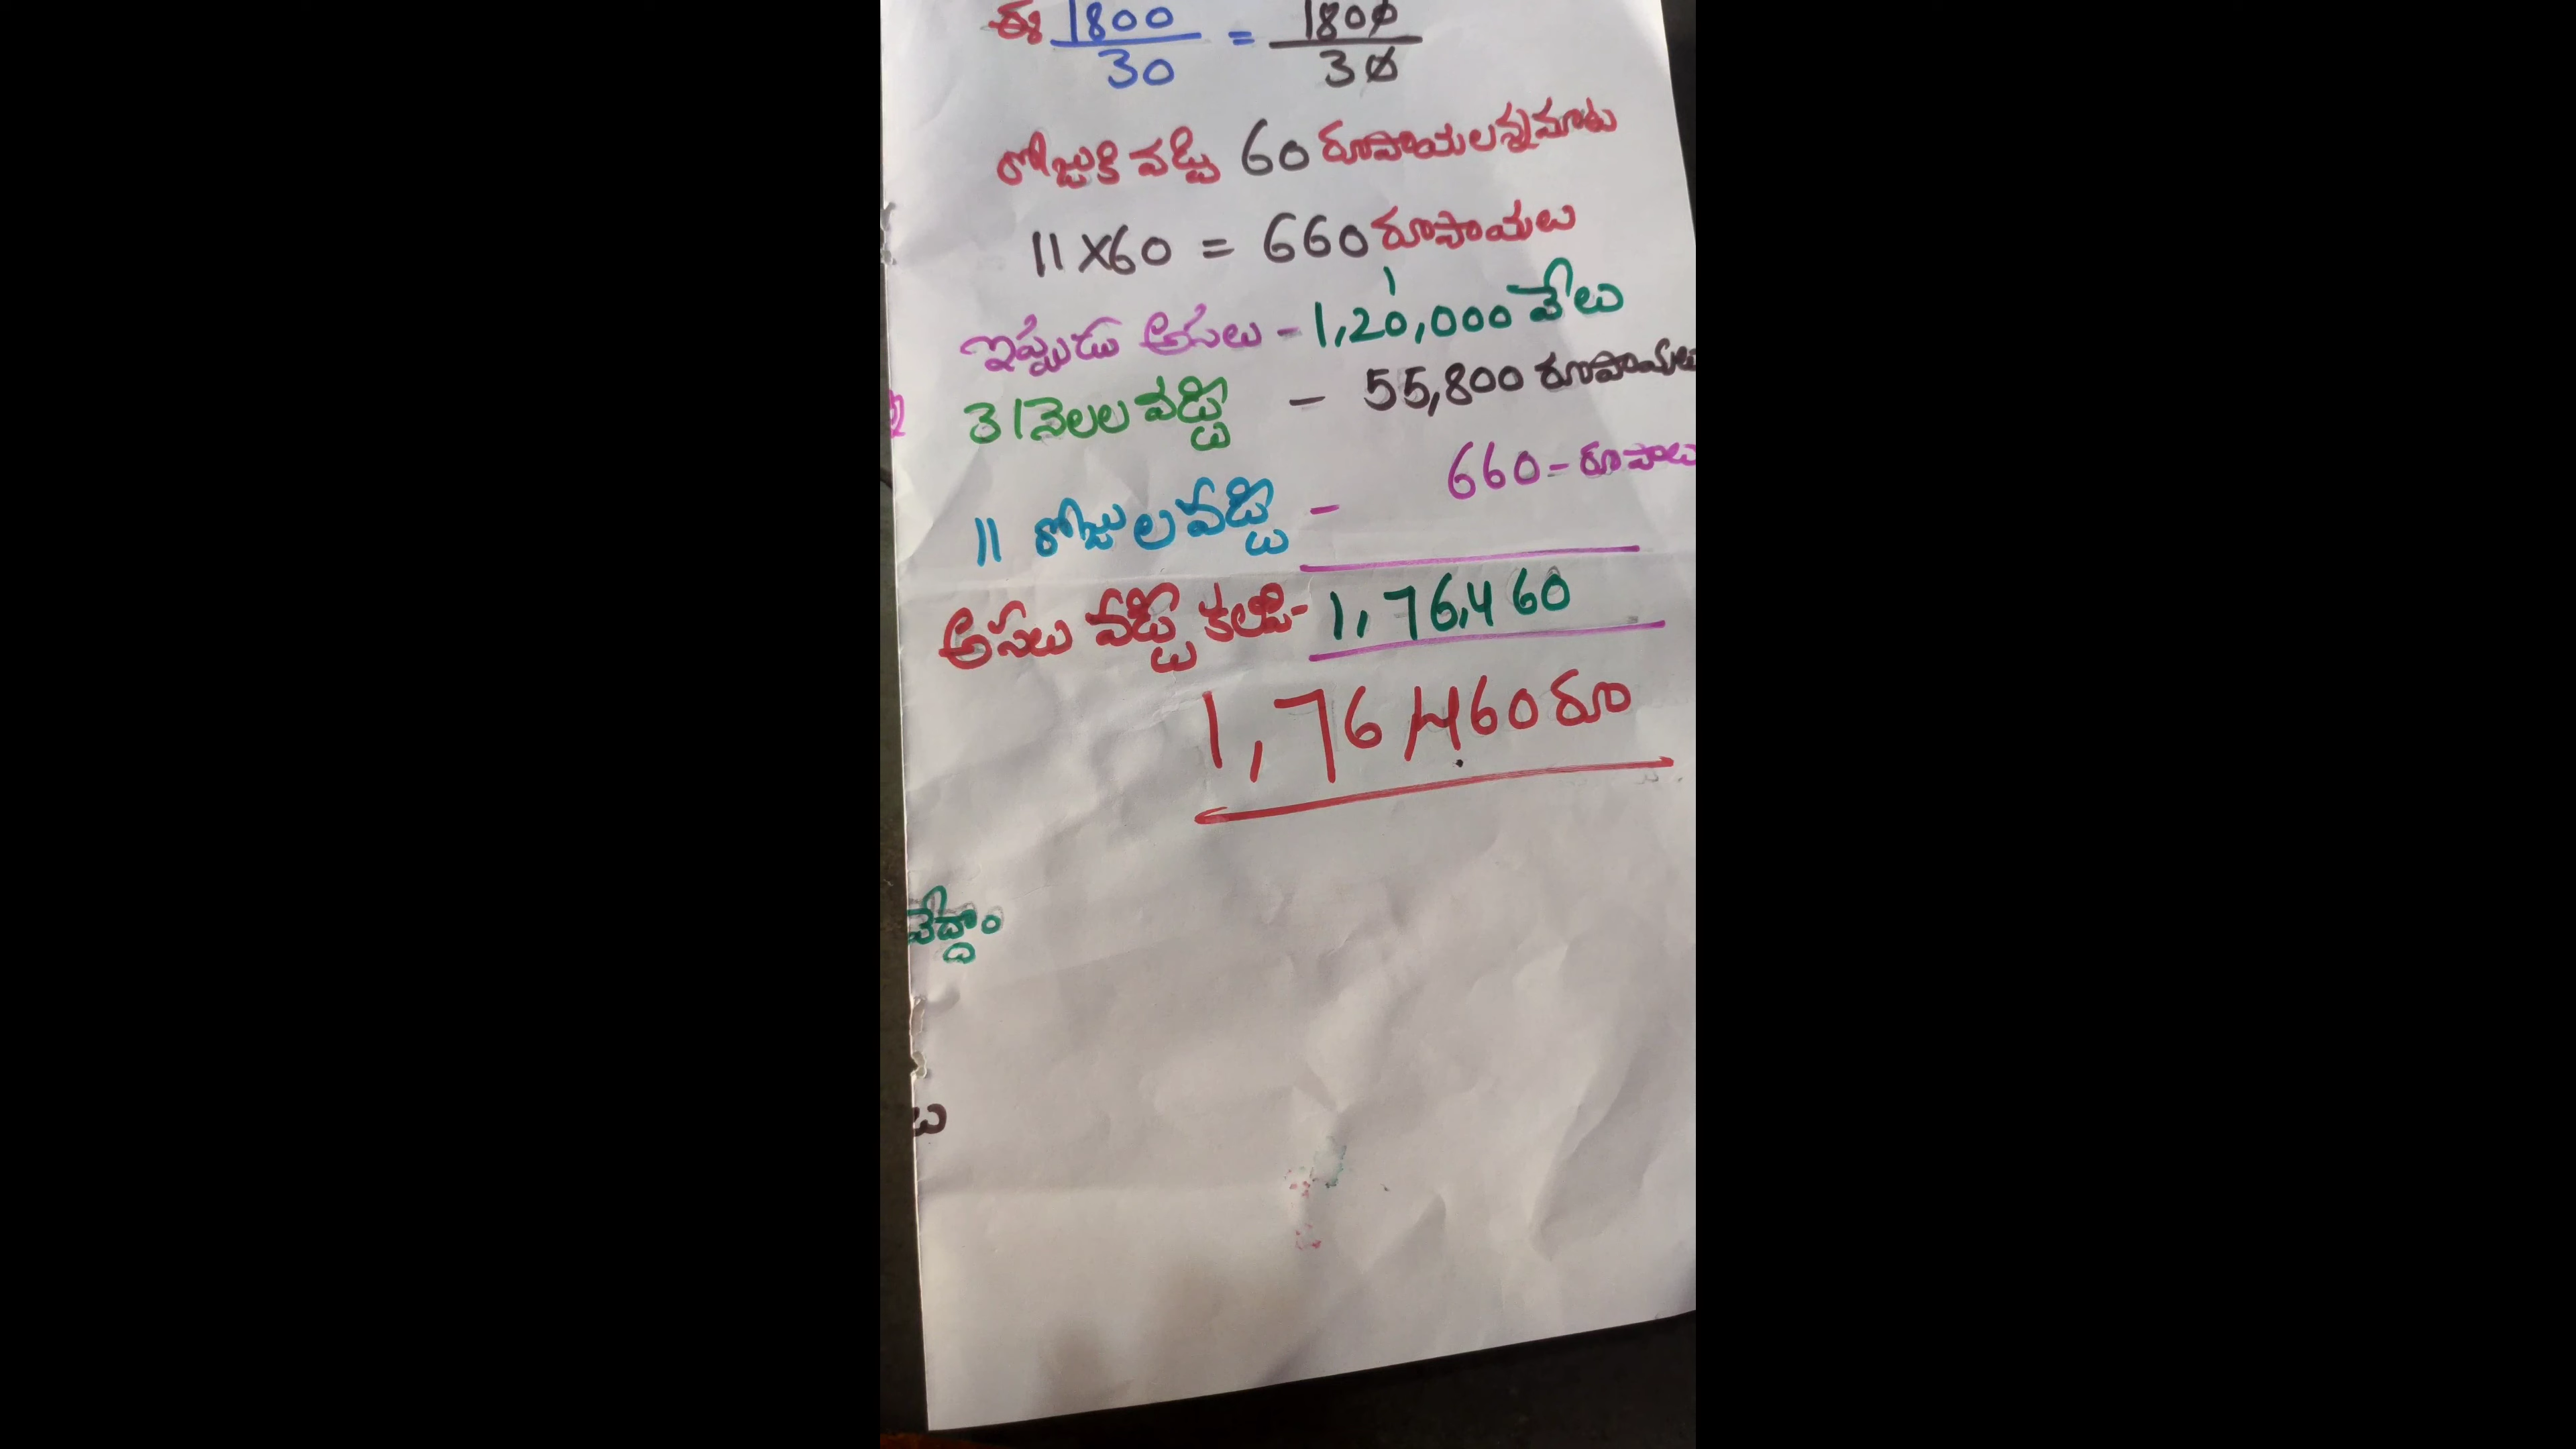 ఈ 1800/30 = 1800/30
రోజుకి వడ్డి 60 రూపాయలన్నమాట
11 X 60 = 660 రూపాయలు
ఇప్పుడు అసలు - 1,20,000 వేలు
31 నెలల వడ్డి - 55,800 రూపాయలు
11 రోజుల వడ్డి - 660 = రూపాలు
అసలు వడ్డి కలిపి - 1,76,460
1,76,460 రూ
చేద్దాం